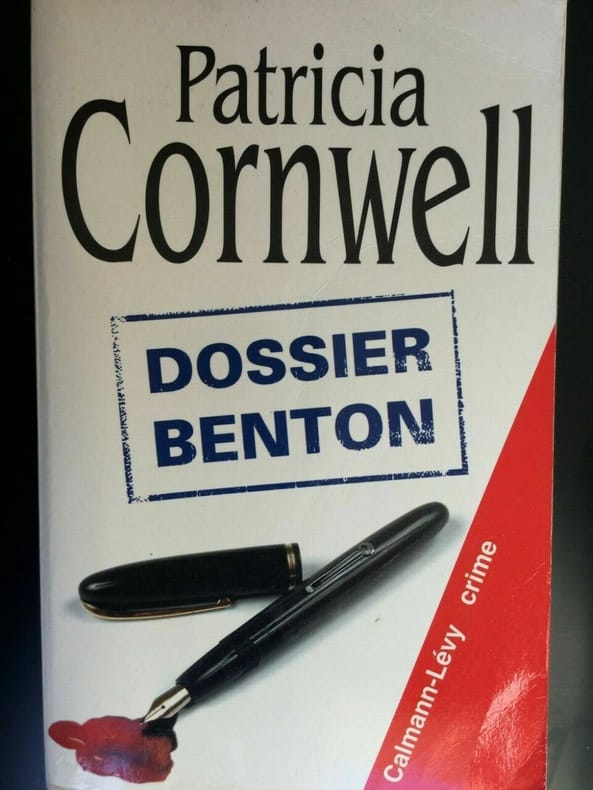 Patricia
Cornwell
DOSSIER
BENTON
Calmann-Lévy crime